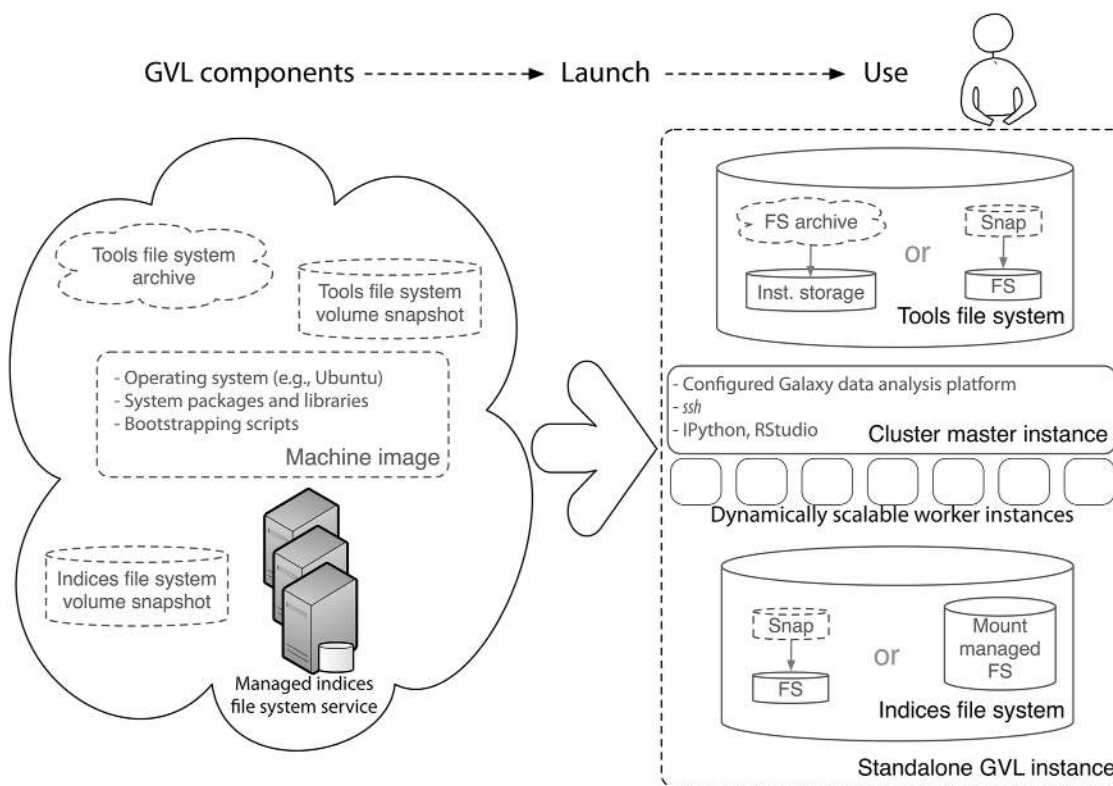 GVL components
Launch
Use
Tools file system
archive
Tools file system
volume snapshot
- Operating system (e.g., Ubuntu)
- System packages and libraries
- Bootstrapping scripts
Machine image
Indices file system
volume snapshot
Managed indices
file system service
FS archive
Inst. storage
or
Snap
FS
Tools file system
- Configured Galaxy data analysis platform
- ssh
- IPython, RStudio
Cluster master instance
Dynamically scalable worker instances
Snap
FS
or
Mount
managed
FS
Indices file system
Standalone GVL instance